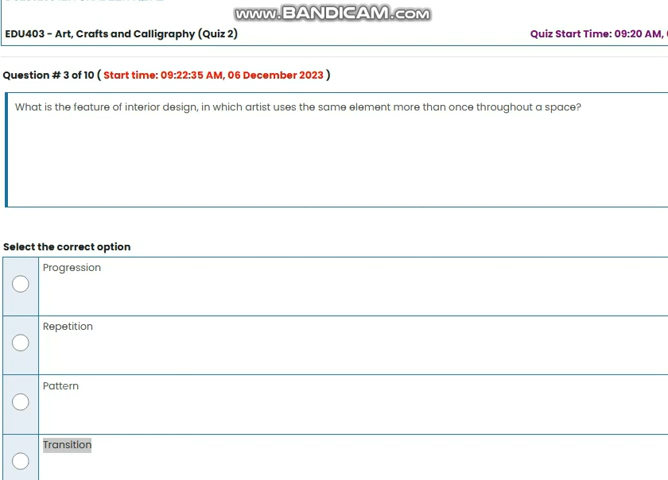 www.BANDICAM.com
EDU403 - Art, Crafts and Calligraphy (Quiz 2)
Quiz Start Time: 09:20 AM,
Question # 3 of 10 ( Start time: 09:22:35 AM, 06 December 2023 )
What is the feature of interior design, in which artist uses the same element more than once throughout a space?
Select the correct option
Progression
Repetition
Pattern
Transition